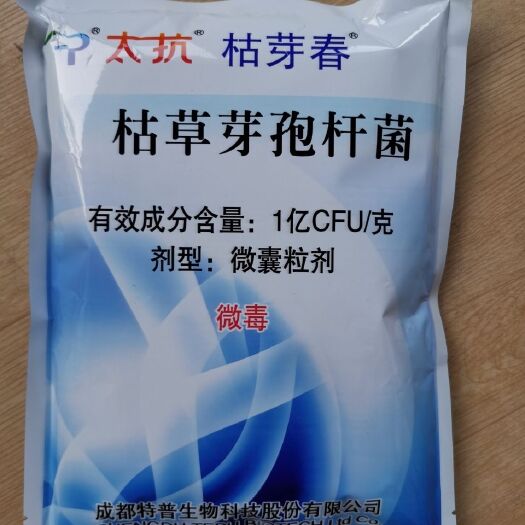 太抗® 枯芽春®
枯草芽孢杆菌
有效成分含量：1亿CFU/克
剂型：微囊粒剂
微毒
成都特普生物科技股份有限公司